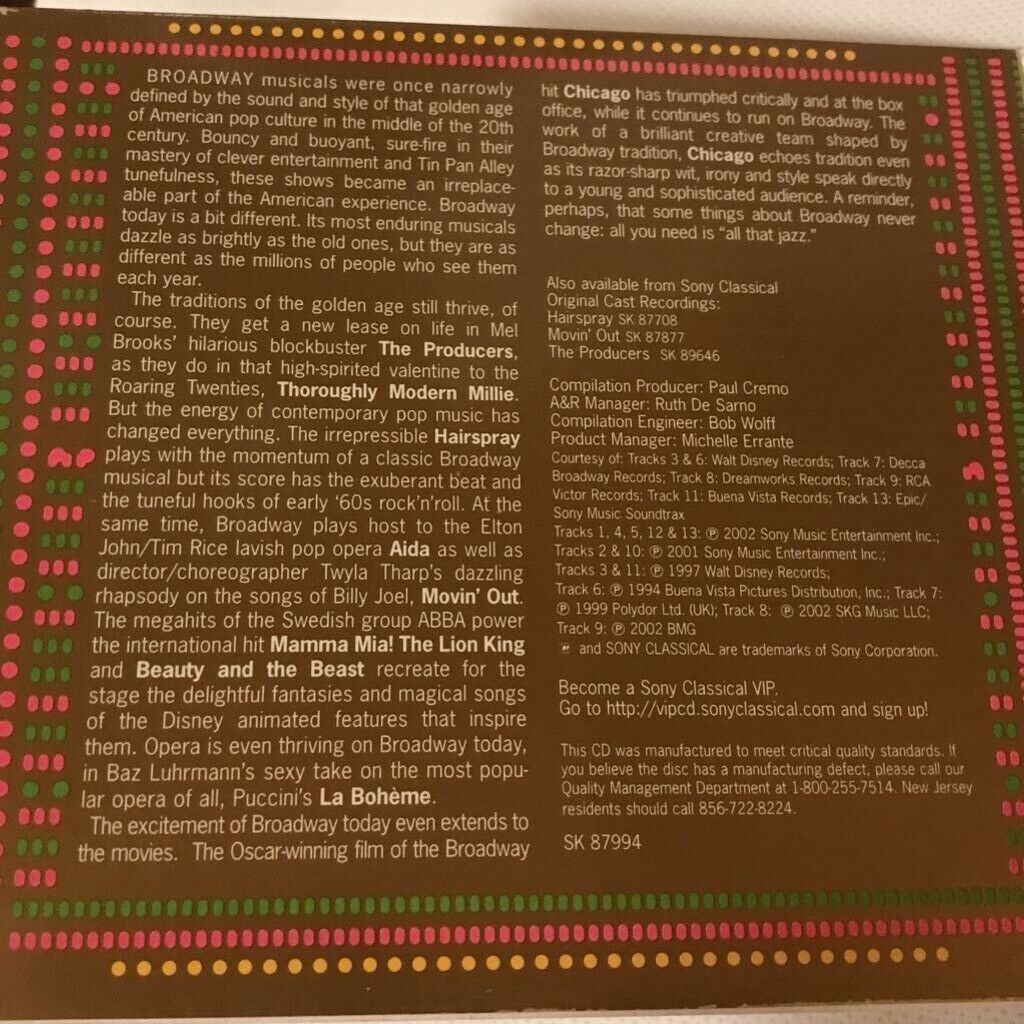 BROADWAY musicals were once narrowly
defined by the sound and style of that golden age
of American pop culture in the middle of the 20th
century. Bouncy and buoyant, sure-fire in their
mastery of clever entertainment and Tin Pan Alley
tunefulness, these shows became an irreplace-
able part of the American experience. Broadway
today is a bit different. Its most enduring musicals
dazzle as brightly as the old ones, but they are as
different as the millions of people who see them
each year.
The traditions of the golden age still thrive, of
course. They get a new lease on life in Mel
Brooks' hilarious blockbuster The Producers,
as they do in that high-spirited valentine to the
Roaring Twenties, Thoroughly Modern Millie.
But the energy of contemporary pop music has
changed everything. The irrepressible Hairspray
plays with the momentum of a classic Broadway
musical but its score has the exuberant beat and
the tuneful hooks of early '60s rock'n'roll. At the
same time, Broadway plays host to the Elton
John/Tim Rice lavish pop opera Aida as well as
director/choreographer Twyla Tharp's dazzling
rhapsody on the songs of Billy Joel, Movin' Out.
The megahits of the Swedish group ABBA power
the international hit Mamma Mia! The Lion King
and Beauty and the Beast recreate for the
stage the delightful fantasies and magical songs
of the Disney animated features that inspire
them. Opera is even thriving on Broadway today,
in Baz Luhrmann's sexy take on the most popu-
lar opera of all, Puccini's La Bohème.
The excitement of Broadway today even extends to
the movies. The Oscar-winning film of the Broadway
hit Chicago has triumphed critically and at the box
office, while it continues to run on Broadway. The
work of a brilliant creative team shaped by
Broadway tradition, Chicago echoes tradition even
as its razor-sharp wit, irony and style speak directly
to a young and sophisticated audience. A reminder,
perhaps, that some things about Broadway never
change: all you need is "all that jazz."
Also available from Sony Classical
Original Cast Recordings:
Hairspray SK 87708
Movin' Out SK 87877
The Producers SK 89646
Compilation Producer: Paul Cremo
A&R Manager: Ruth De Sarno
Compilation Engineer: Bob Wolff
Product Manager: Michelle Errante
Courtesy of: Tracks 3 & 6: Walt Disney Records; Track 7: Decca
Broadway Records; Track 8: Dreamworks Records; Track 9: RCA
Victor Records; Track 11: Buena Vista Records; Track 13: Epic/
Sony Music Soundtrax
Tracks 1, 4, 5, 12 & 13: ℗ 2002 Sony Music Entertainment Inc.;
Tracks 2 & 10: ℗ 2001 Sony Music Entertainment Inc.;
Tracks 3 & 11: ℗ 1997 Walt Disney Records;
Track 6: ℗ 1994 Buena Vista Pictures Distribution, Inc.; Track 7:
℗ 1999 Polydor Ltd. (UK); Track 8: ℗ 2002 SKG Music LLC;
Track 9: ℗ 2002 BMG
and SONY CLASSICAL are trademarks of Sony Corporation.
Become a Sony Classical VIP.
Go to http://vipcd.sonyclassical.com and sign up!
This CD was manufactured to meet critical quality standards. If
you believe the disc has a manufacturing defect, please call our
Quality Management Department at 1-800-255-7514. New Jersey
residents should call 856-722-8224.
SK 87994